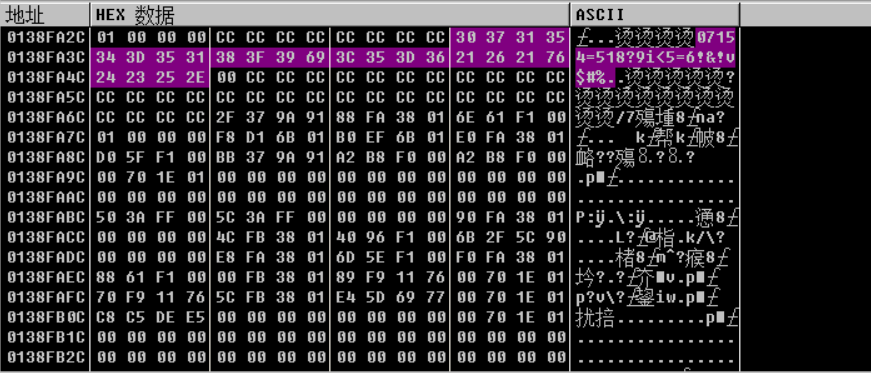 地址 HEX 数据 ASCII
0138FA2C 01 00 00 00 CC CC CC CC CC CC CC CC 30 37 31 35 £...烫烫烫烫0715
0138FA3C 34 3D 35 31 38 3F 39 69 3C 35 3D 36 21 26 21 76 4=518?9i<5=6!&!v
0138FA4C 24 23 25 2E 00 CC CC CC CC CC CC CC CC CC CC CC $#%..烫烫烫烫烫?
0138FA5C CC CC CC CC CC CC CC CC CC CC CC CC CC CC CC CC 烫烫烫烫烫烫烫烫
0138FA6C CC CC CC CC 2F 37 9A 91 88 FA 38 01 6E 61 F1 00 烫烫/7殤堹8£na?
0138FA7C 01 00 00 00 F8 D1 6B 01 B0 EF 6B 01 E0 FA 38 01 £... k£帮k£帔8£
0138FA8C D0 5F F1 00 BB 37 9A 91 A2 B8 F0 00 A2 B8 F0 00 衉??殤8.?8.?
0138FA9C 00 70 1E 01 00 00 00 00 00 00 00 00 00 00 00 00 .p■£............
0138FAAC 00 00 00 00 00 00 00 00 00 00 00 00 00 00 00 00 ................
0138FABC 50 3A FF 00 5C 3A FF 00 00 00 00 00 90 FA 38 01 P:ÿ.\:ÿ.....慂8£
0138FACC 00 00 00 00 4C FB 38 01 40 96 F1 00 6B 2F 5C 90 ....L?£@栺.k/\?
0138FADC 00 00 00 00 E8 FA 38 01 6D 5E F1 00 F0 FA 38 01 ....桰8£m^?瘊8£
0138FAEC 88 61 F1 00 00 FB 38 01 89 F9 11 76 00 70 1E 01
0138FAFC 70 F9 11 76 5C FB 38 01 E4 5D 69 77 00 70 1E 01 p?v\?£鋆iw.p■£
0138FB0C C8 C5 DE E5 00 00 00 00 00 00 00 00 00 70 1E 01 扰掊.........p■£
0138FB1C 00 00 00 00 00 00 00 00 00 00 00 00 00 00 00 00 ................
0138FB2C 00 00 00 00 00 00 00 00 00 00 00 00 00 00 00 00 ................